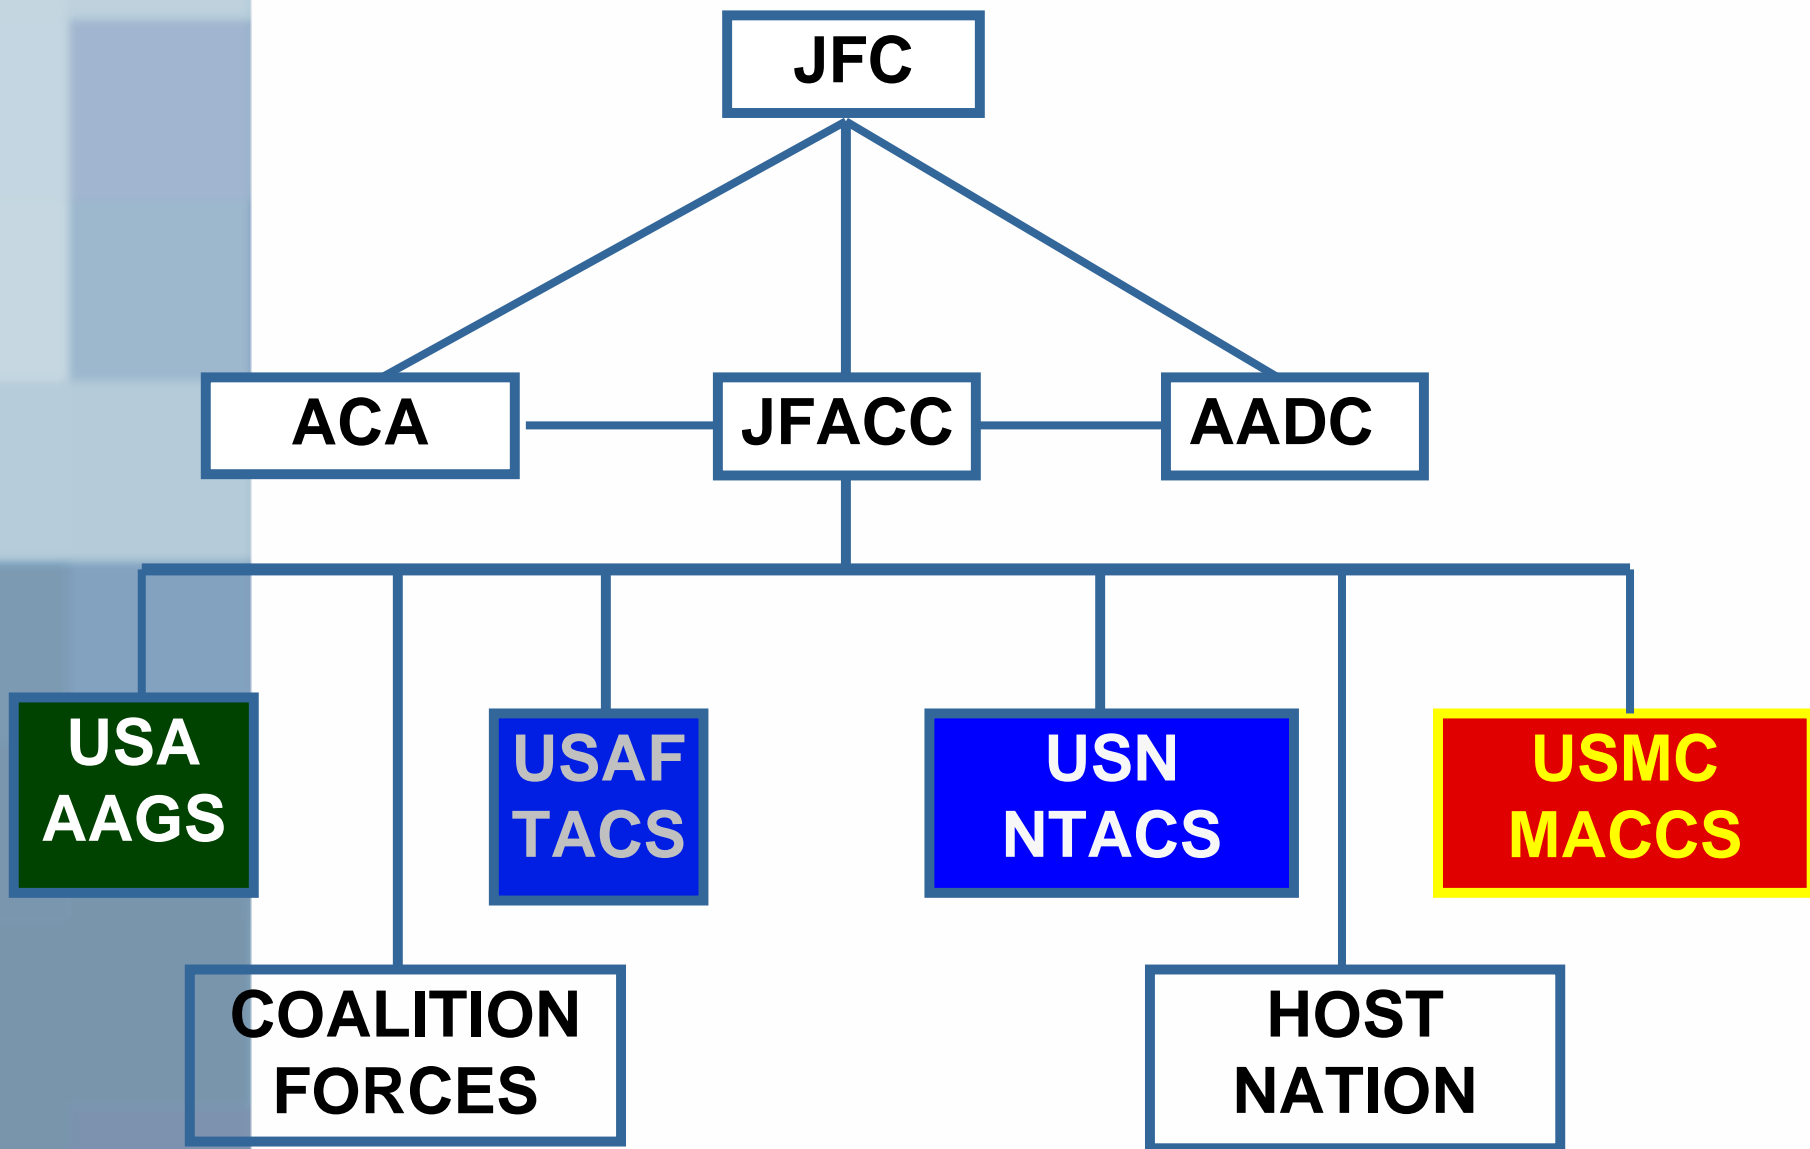 JFC
ACA
JFACC
AADC
USA
AAGS
USAF
TACS
USN
NTACS
USMC
MACCS
COALITION
FORCES
HOST
NATION